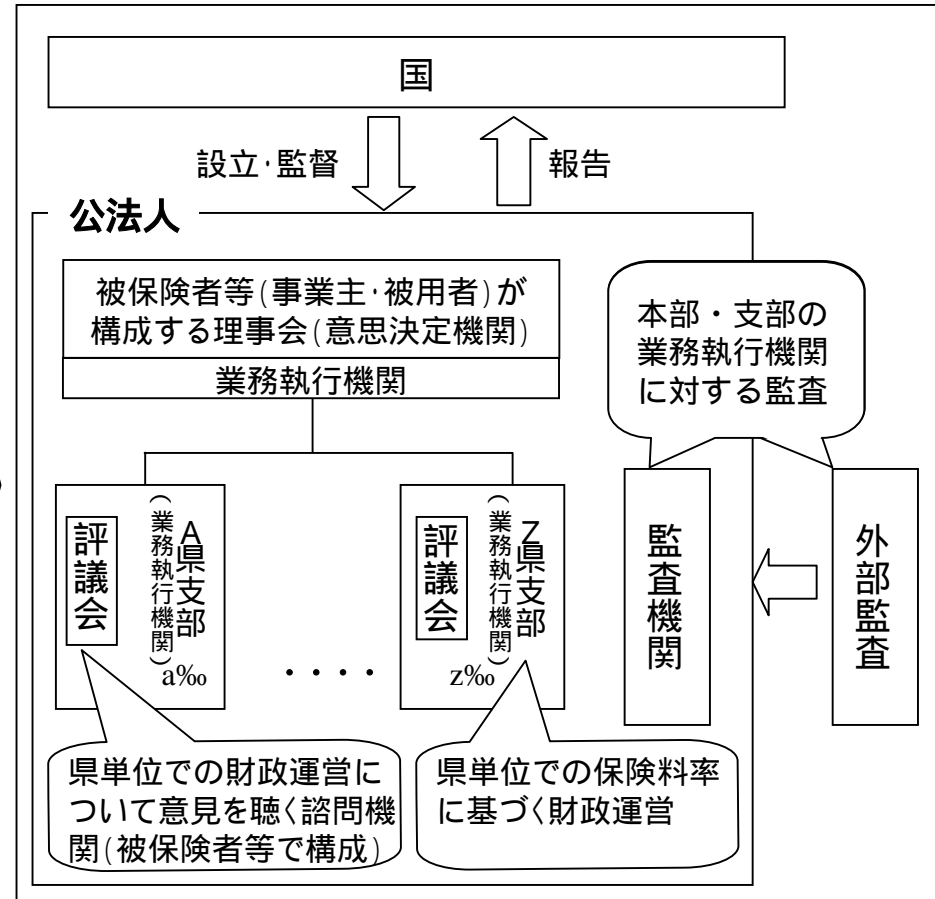 国
設立・監督
報告
公法人
被保険者等(事業主・被用者)が
構成する理事会(意思決定機関)
業務執行機関
本部・支部の
業務執行機関
に対する監査
評議会
A県支部
(業務執行機関)
a‰
・・・・
評議会
Z県支部
(業務執行機関)
z‰
監査機関
外部監査
県単位での財政運営に
ついて意見を聴く諮問機
関(被保険者等で構成)
県単位での保険料率
に基づく財政運営